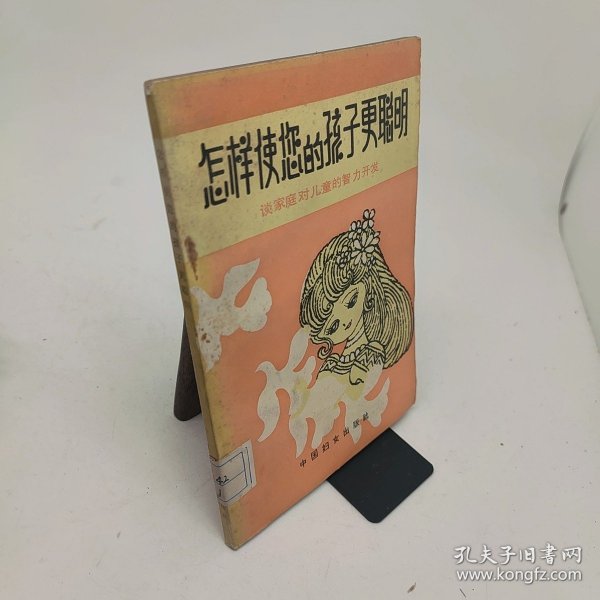 怎样使您的孩子更聪明
谈家庭对儿童的智力开发
中国妇女出版社
孔夫子旧书网
www.kongfz.com